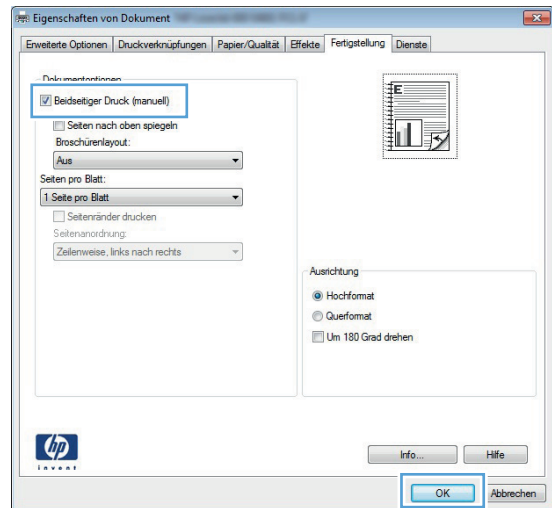 Eigenschaften von Dokument
Erweiterte Optionen Druckverknüpfungen Papier/Qualität Effekte Fertigstellung Dienste
Dokumentoptionen
Beidseitiger Druck (manuell)
Seiten nach oben spiegeln
Broschürenlayout:
Aus
Seiten pro Blatt:
1 Seite pro Blatt
Seitenränder drucken
Seitenanordnung:
Zeilenweise, links nach rechts
E
Ausrichtung
Hochformat
Querformat
Um 180 Grad drehen
hp
invent
Info... Hilfe
OK Abbrechen